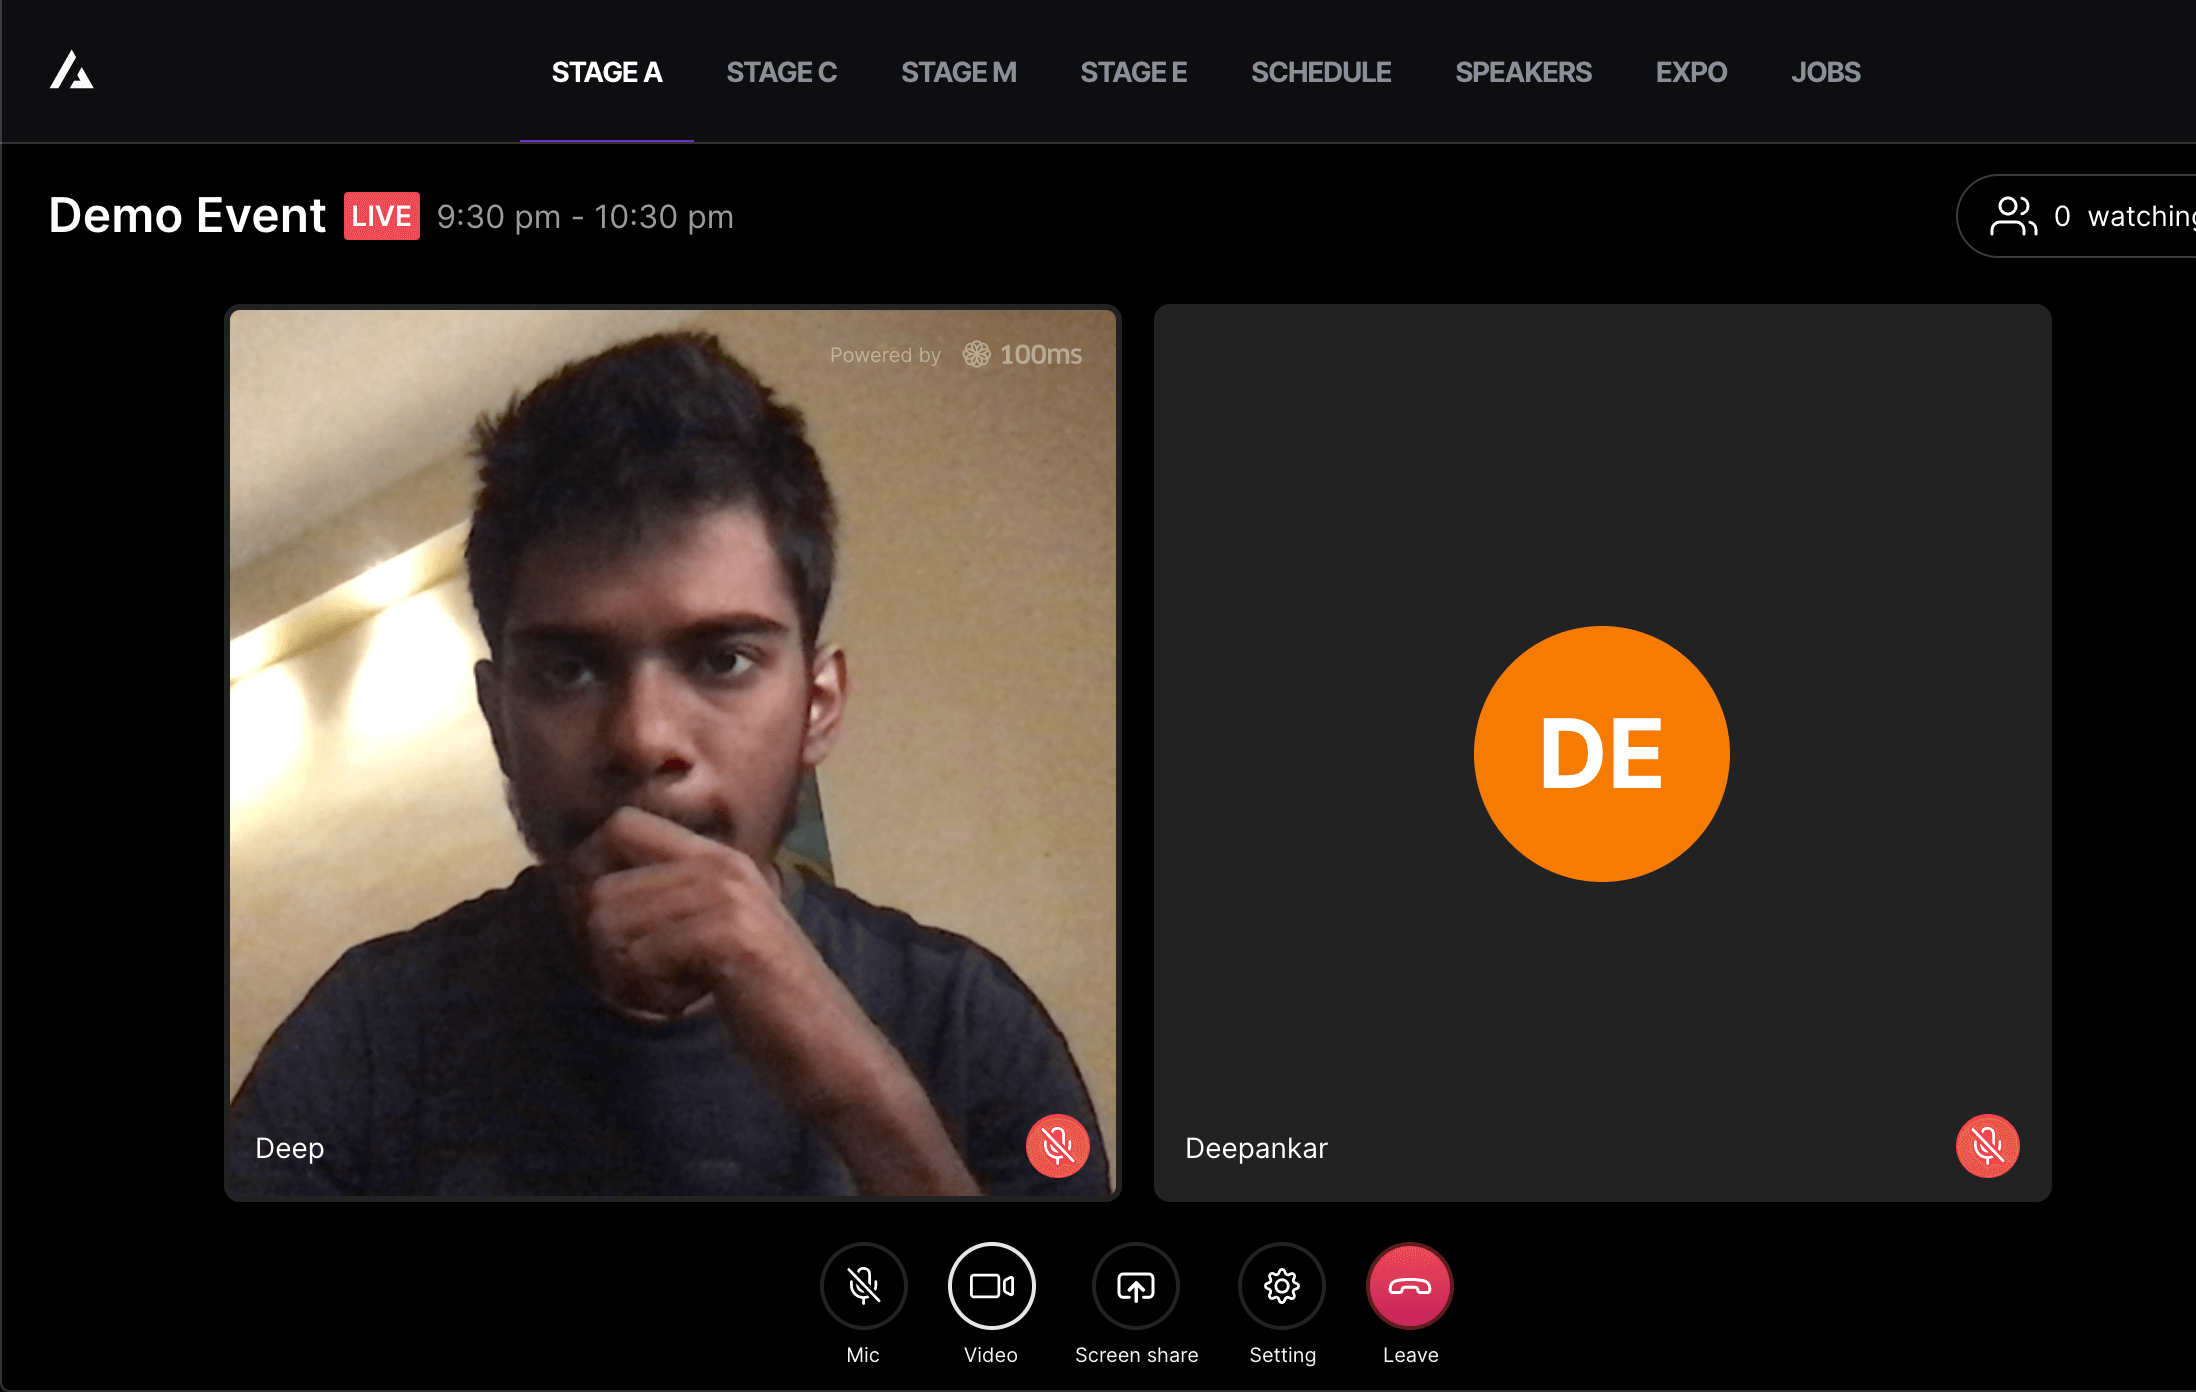 STAGE A STAGE C STAGE M STAGE E SCHEDULE SPEAKERS EXPO JOBS
Demo Event LIVE 9:30 pm - 10:30 pm 0 watching
Powered by 100ms
DE
Deep Deepankar
Mic Video Screen share Setting Leave